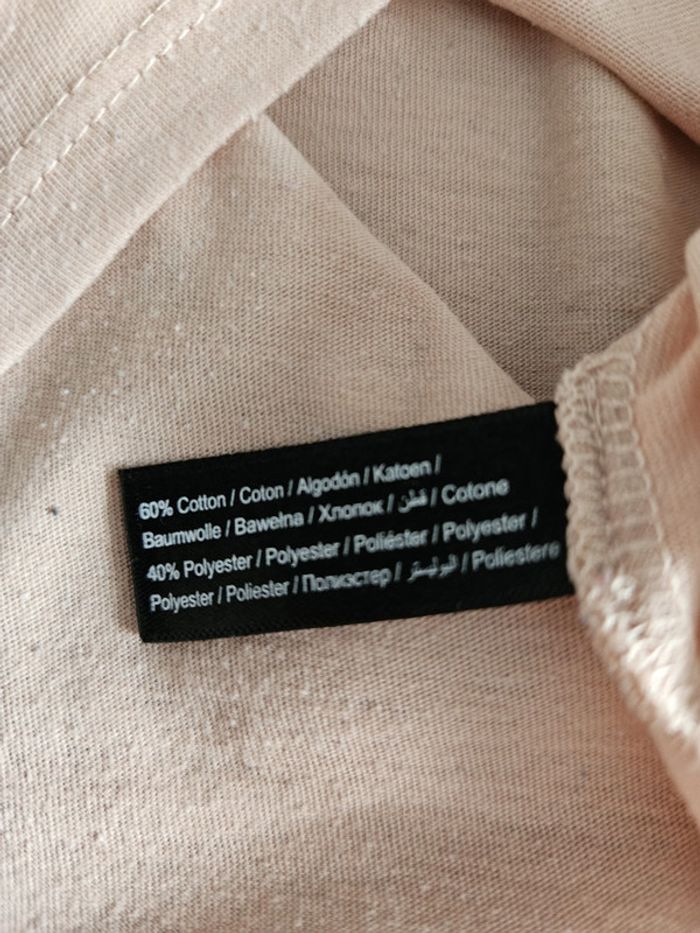 60% Cotton / Coton / Algodón / Katoen /
Baumwolle / Bawełna / Хлопок / قطن / Cotone
40% Polyester / Polyester / Poliéster / Polyester /
Polyester / Poliester / Полиэстер / البوليستر / Poliestere